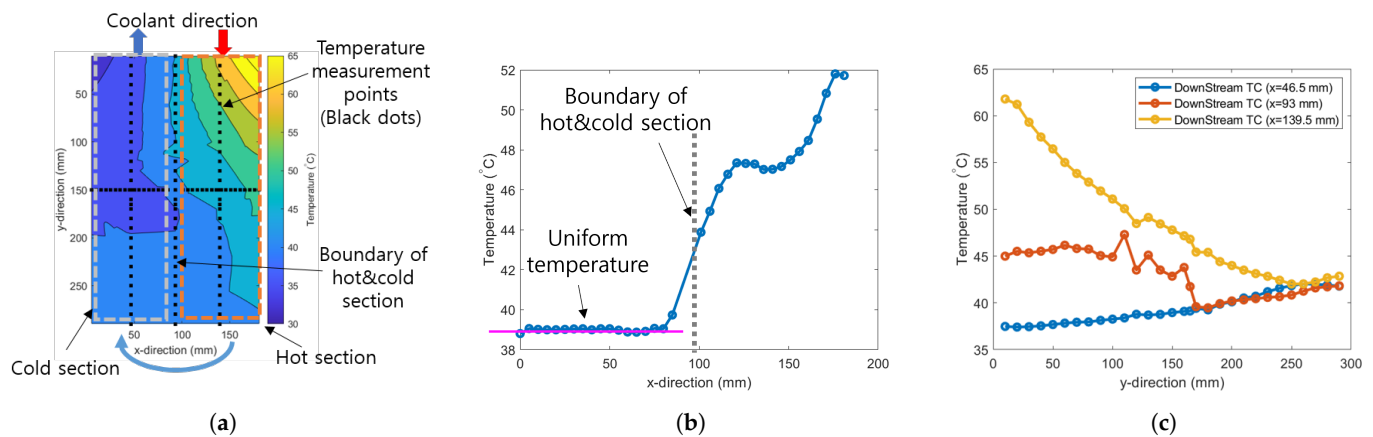 Coolant direction
Temperature
measurement
points
(Black dots)
65
60
55
50
45
40
35
30
Temperature (°C)
50
100
150
200
250
y-direction (mm)
50
100
150
x-direction (mm)
Boundary of
hot&cold
section
Cold section
Hot section
(a)
52
50
48
46
44
42
40
38
Temperature (°C)
Boundary of
hot&cold section
Uniform
temperature
0
50
100
150
200
x-direction (mm)
(b)
65
60
55
50
45
40
35
Temperature (°C)
DownStream TC (x=46.5 mm)
DownStream TC (x=93 mm)
DownStream TC (x=139.5 mm)
0
50
100
150
200
250
300
y-direction (mm)
(c)